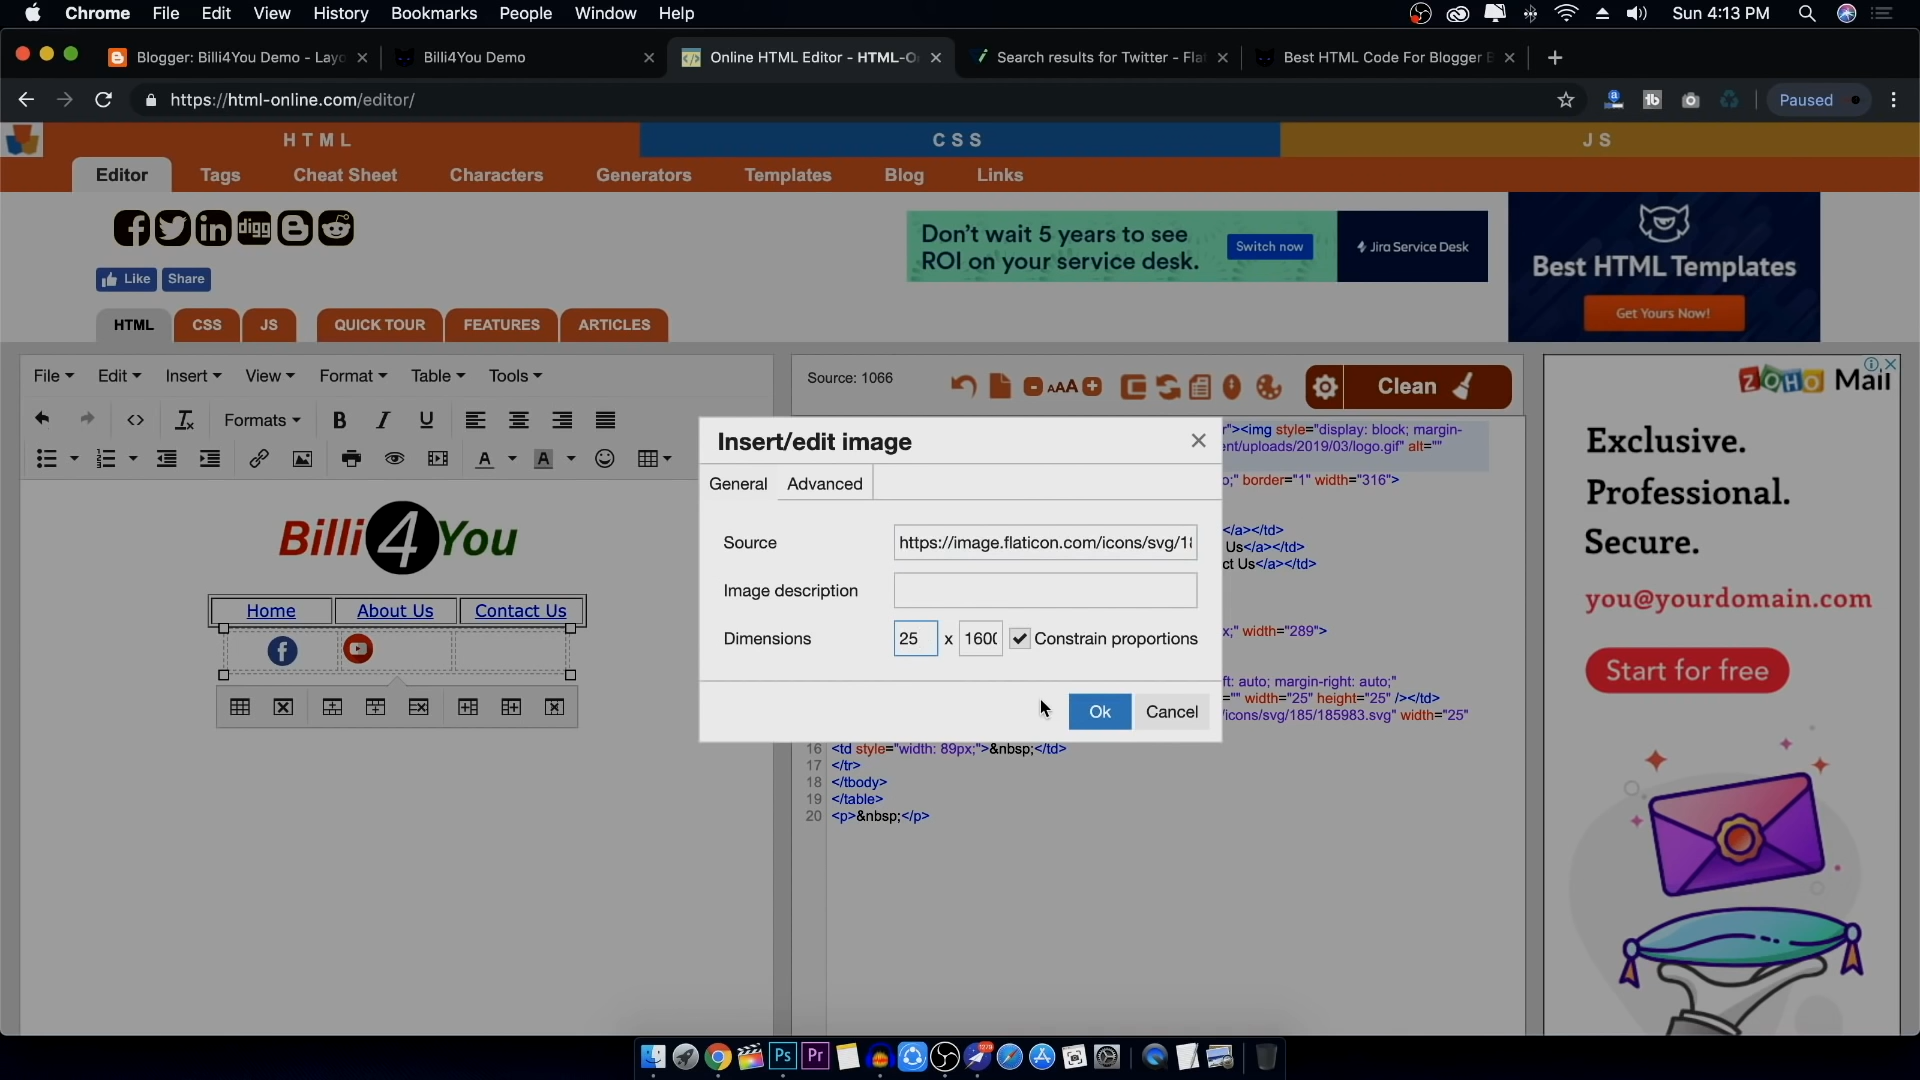 Chrome File Edit View History Bookmarks People Window Help Sun 4:13 PM
Blogger: Billi4You Demo - Layo
Billi4You Demo
Online HTML Editor - HTML-O
Search results for Twitter - Fla
Best HTML Code For Blogger B
https://html-online.com/editor/
Paused
HTML
CSS
JS
Editor Tags Cheat Sheet Characters Generators Templates Blog Links
digg
Like Share
Don't wait 5 years to see
ROI on your service desk.
Switch now
Jira Service Desk
Best HTML Templates
Get Yours Now!
HTML CSS JS QUICK TOUR FEATURES ARTICLES
File Edit Insert View Format Table Tools
Formats B I U
A A
Source: 1066
AAA
Clean
Billi4You
Home About Us Contact Us
Insert/edit image
General Advanced
Source https://image.flaticon.com/icons/svg/18
Image description
Dimensions 25 x 1600 Constrain proportions
Ok Cancel
r"><img style="display: block; margin-
ent/uploads/2019/03/logo.gif" alt=""
o;" border="1" width="316">
</a></td>
Us</a></td>
ct Us</a></td>
x;" width="289">
ft: auto; margin-right: auto;"
="" width="25" height="25" /></td>
/icons/svg/185/185983.svg" width="25"
16 <td style="width: 89px;">&nbsp;</td>
17 </tr>
18 </tbody>
19 </table>
20 <p>&nbsp;</p>
ZOHO Mail
Exclusive.
Professional.
Secure.
you@yourdomain.com
Start for free
Ps Pr